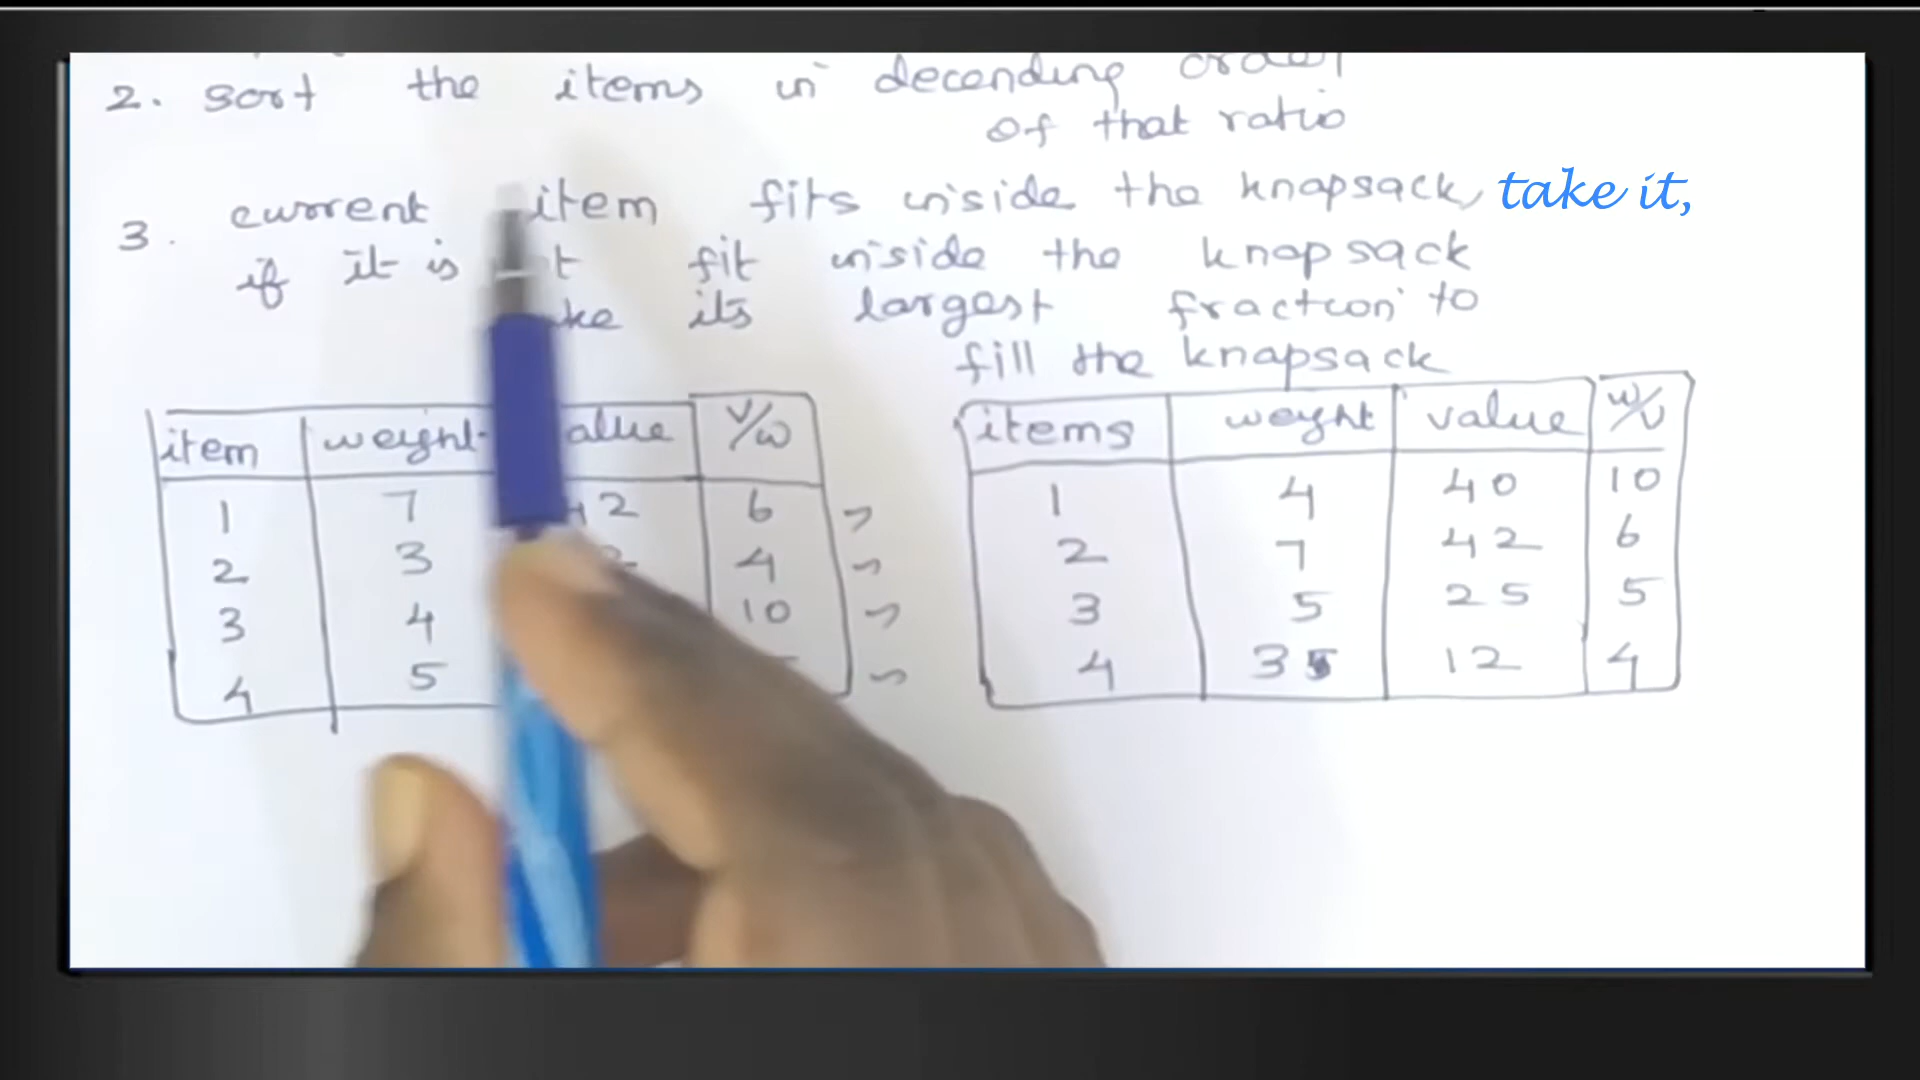 2. sort the items in decending order
of that ratio
3. current item fits inside the knapsack, take it,
if it is fit inside the knapsack
its largest fraction to
fill the knapsack
item weight V/w
1 7 42 6
2 3 4
3 4 10
4 5
items weight value w/v
1 4 40 10
2 7 42 6
3 5 25 5
4 3 12 4